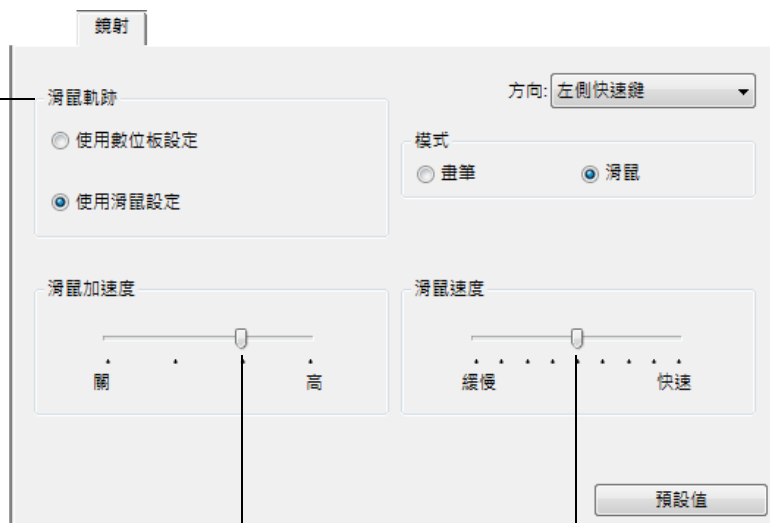 鏡射
滑鼠軌跡
方向: 左側快速鍵
使用數位板設定
模式
畫筆
滑鼠
使用滑鼠設定
滑鼠加速度
滑鼠速度
關
高
緩慢
快速
預設值